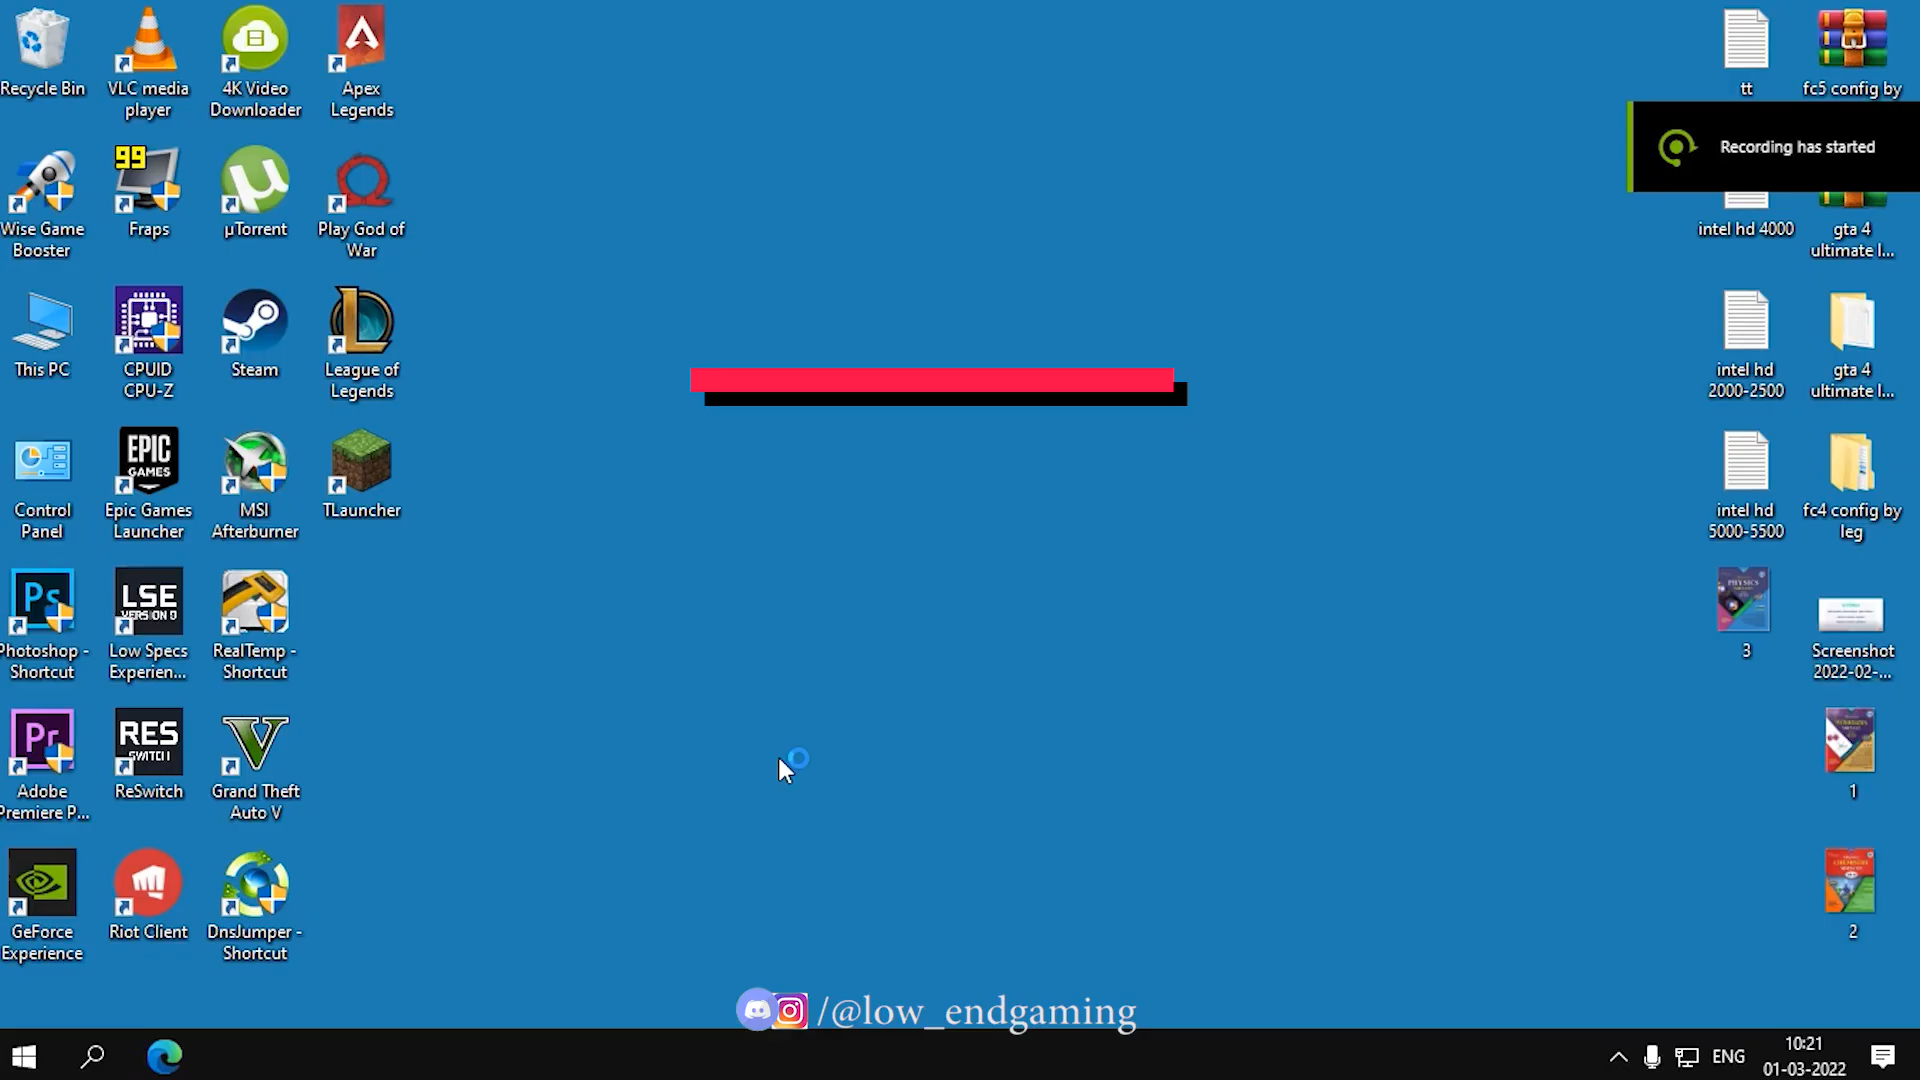 Recycle Bin
VLC media
player
4K Video
Downloader
Apex
Legends
tt
fc5 config by
Recording has started
99
Wise Game
Booster
Fraps
µTorrent
Play God of
War
intel hd 4000
gta 4
ultimate l...
This PC
CPUID
CPU-Z
Steam
League of
Legends
intel hd
2000-2500
gta 4
ultimate l...
EPIC
GAMES
Control
Panel
Epic Games
Launcher
MSI
Afterburner
TLauncher
intel hd
5000-5500
fc4 config by
leg
Ps
LSE
VERSION 9
PHYSICS
Photoshop -
Shortcut
Low Specs
Experien...
RealTemp -
Shortcut
3
Screenshot
2022-02-...
Pr
RES
SWITCH
Adobe
Premiere P...
ReSwitch
Grand Theft
Auto V
1
GeForce
Experience
Riot Client
DnsJumper -
Shortcut
2
/@low_endgaming
ENG
10:21
01-03-2022